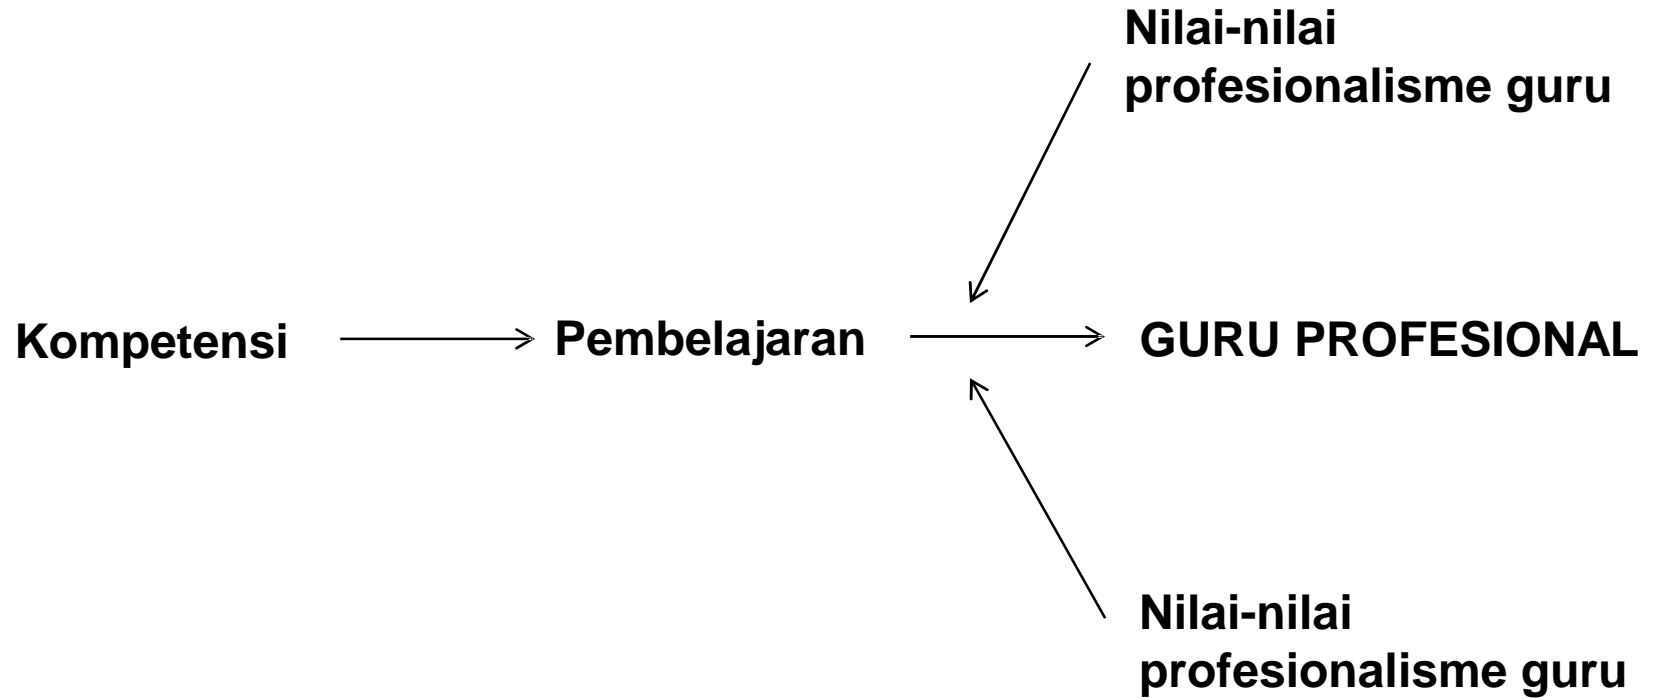 Nilai-nilai
profesionalisme guru
Kompetensi
Pembelajaran
GURU PROFESIONAL
Nilai-nilai
profesionalisme guru